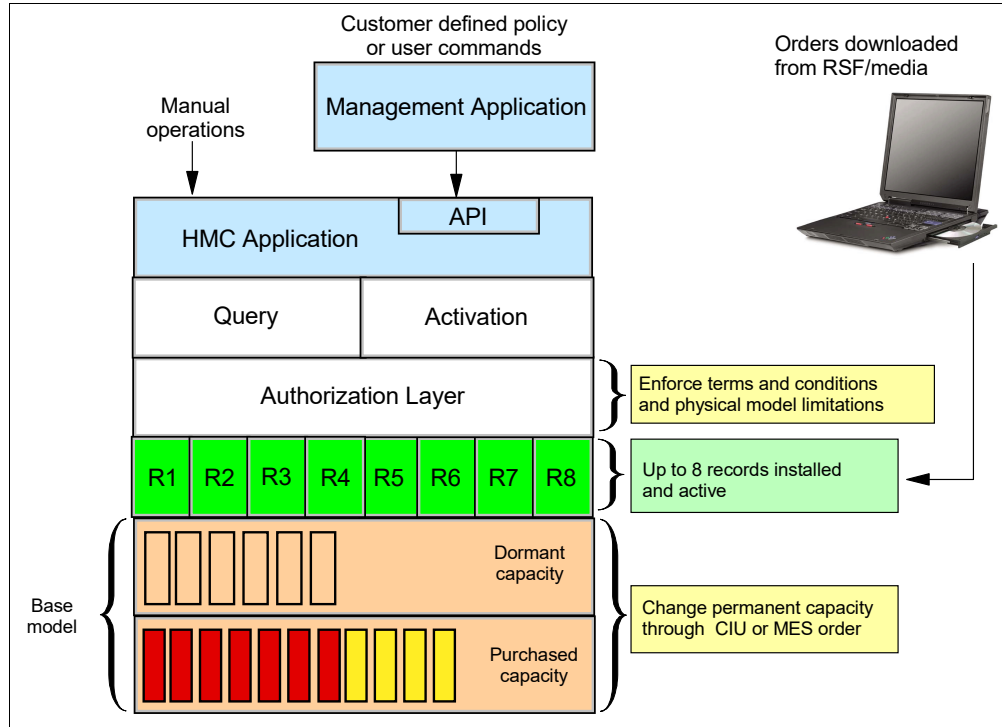 Customer defined policy
or user commands
Orders downloaded
from RSF/media
Management Application
Manual
operations
API
HMC Application
Query
Activation
Authorization Layer
Enforce terms and conditions
and physical model limitations
R1 R2 R3 R4 R5 R6 R7 R8
Up to 8 records installed
and active
Dormant
capacity
Base
model
Change permanent capacity
through CIU or MES order
Purchased
capacity